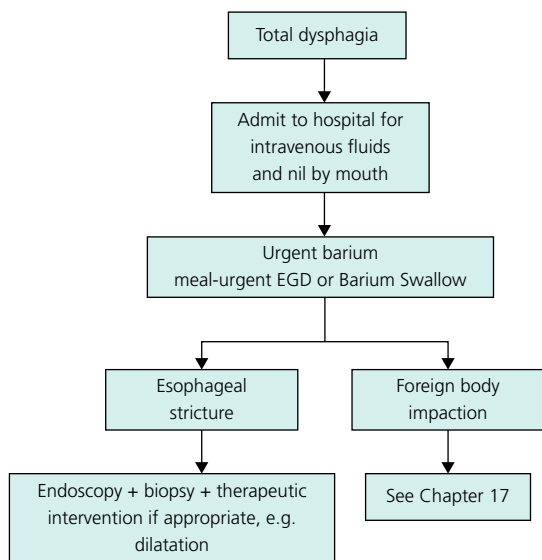 Total dysphagia
Admit to hospital for
intravenous fluids
and nil by mouth
Urgent barium
meal-urgent EGD or Barium Swallow
Esophageal
stricture
Foreign body
impaction
Endoscopy + biopsy + therapeutic
intervention if appropriate, e.g.
dilatation
See Chapter 17